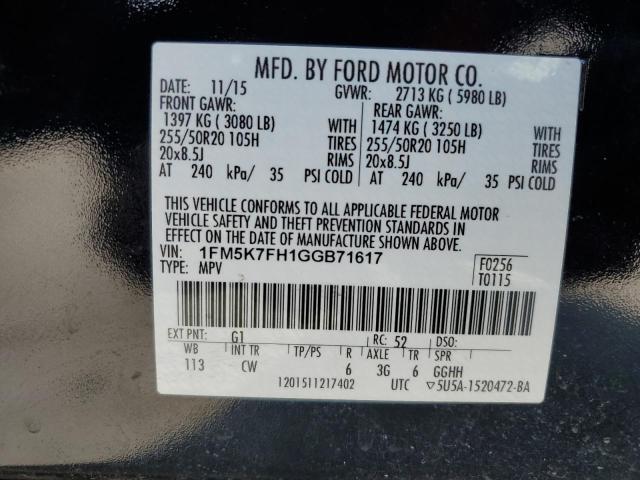 MFD. BY FORD MOTOR CO.
DATE: 11/15 GVWR: 2713 KG ( 5980 LB)
FRONT GAWR: REAR GAWR:
1397 KG ( 3080 LB) WITH 1474 KG ( 3250 LB) WITH
255/50R20 105H TIRES 255/50R20 105H TIRES
20x8.5J RIMS 20x8.5J RIMS
AT 240 kPa/ 35 PSI COLD AT 240 kPa/ 35 PSI COLD
THIS VEHICLE CONFORMS TO ALL APPLICABLE FEDERAL MOTOR
VEHICLE SAFETY AND THEFT PREVENTION STANDARDS IN
EFFECT ON THE DATE OF MANUFACTURE SHOWN ABOVE.
VIN: 1FM5K7FH1GGB71617 F0256
TYPE: MPV T0115
EXT PNT: G1 RC: 52 DSO:
WB INT TR TP/PS R AXLE TR SPR
113 CW 6 3G 6 GGHH
1201511217402 UTC ▽5U5A-1520472-BA